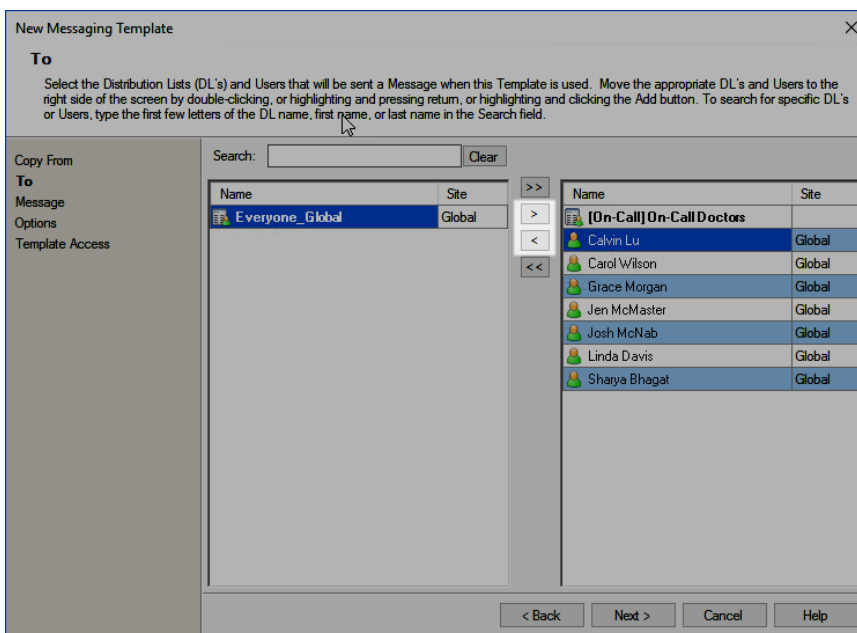 New Messaging Template
To
Select the Distribution Lists (DL's) and Users that will be sent a Message when this Template is used. Move the appropriate DL's and Users to the
right side of the screen by double-clicking, or highlighting and pressing return, or highlighting and clicking the Add button. To search for specific DL's
or Users, type the first few letters of the DL name, first name, or last name in the Search field.
Copy From
To
Message
Options
Template Access
Search:
Clear
Name Site
Everyone_Global Global
>>
>
<
<<
Name Site
[On-Call] On-Call Doctors
Calvin Lu Global
Carol Wilson Global
Grace Morgan Global
Jen McMaster Global
Josh McNab Global
Linda Davis Global
Sharya Bhagat Global
< Back Next > Cancel Help